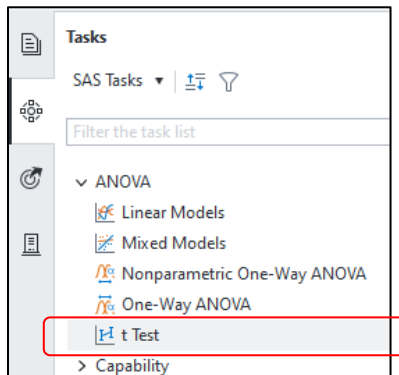 Tasks
SAS Tasks
Filter the task list
ANOVA
Linear Models
Mixed Models
Nonparametric One-Way ANOVA
One-Way ANOVA
t Test
Capability